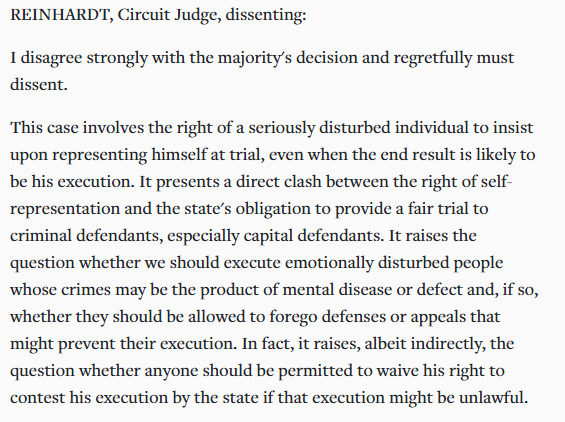 REINHARDT, Circuit Judge, dissenting:
I disagree strongly with the majority's decision and regretfully must
dissent.
This case involves the right of a seriously disturbed individual to insist
upon representing himself at trial, even when the end result is likely to
be his execution. It presents a direct clash between the right of self-
representation and the state's obligation to provide a fair trial to
criminal defendants, especially capital defendants. It raises the
question whether we should execute emotionally disturbed people
whose crimes may be the product of mental disease or defect and, if so,
whether they should be allowed to forego defenses or appeals that
might prevent their execution. In fact, it raises, albeit indirectly, the
question whether anyone should be permitted to waive his right to
contest his execution by the state if that execution might be unlawful.